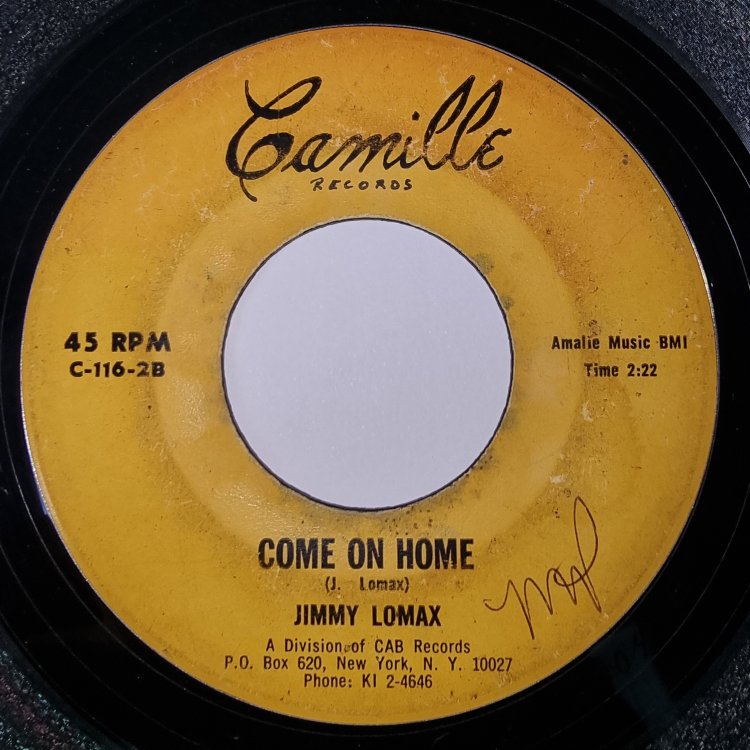 Camille
RECORDS
45 RPM
C-116-2B
Amalie Music BMI
Time 2:22
COME ON HOME
(J. Lomax)
JIMMY LOMAX
A Division of CAB Records
P.O. Box 620, New York, N. Y. 10027
Phone: KI 2-4646